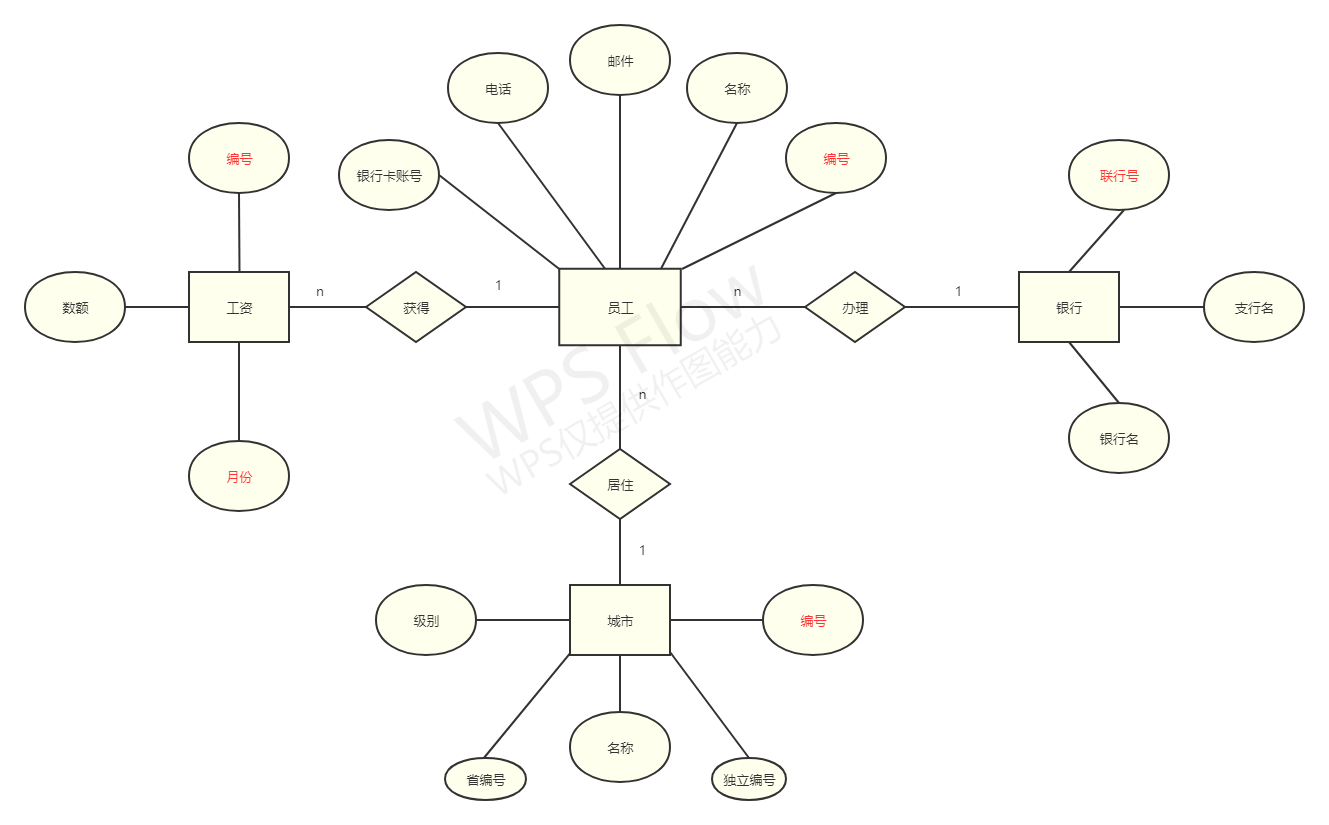 邮件
电话
名称
编号
编号
银行卡账号
联行号
n
1
n
1
数额
工资
获得
员工
办理
银行
支行名
WPS Flow
WPS仅提供作图能力
n
银行名
月份
居住
1
级别
城市
编号
名称
省编号
独立编号